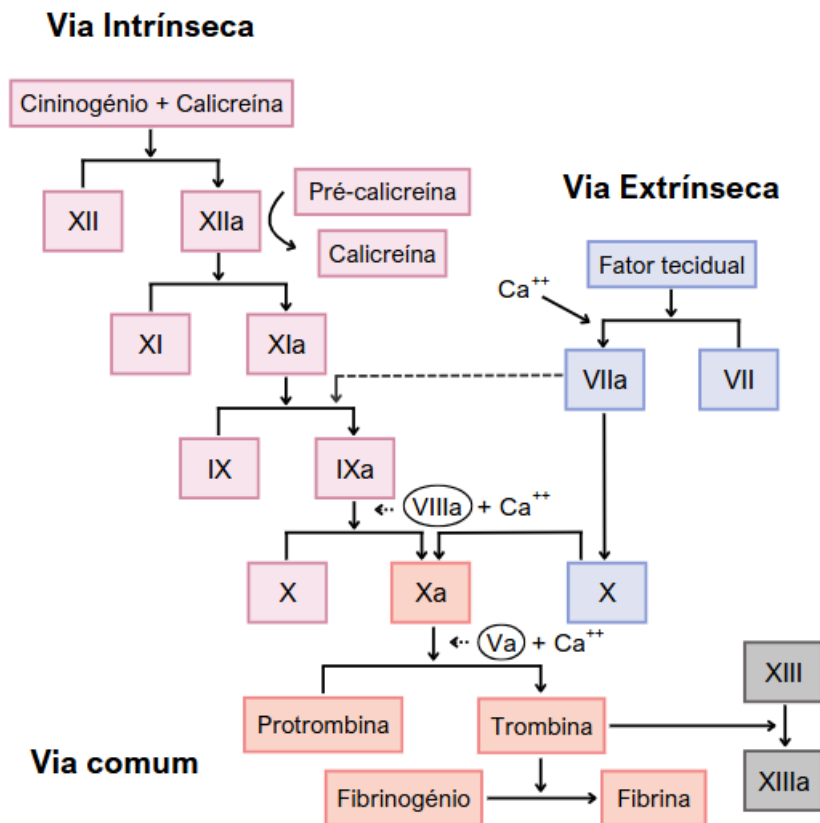 Via Intrínseca
Cininogénio + Calicreína
XII
XIIa
Pré-calicreína
Calicreína
Via Extrínseca
Fator tecidual
Ca++
XI
XIa
VIIa
VII
IX
IXa
VIIIa + Ca++
X
Xa
X
Va + Ca++
Protrombina
Trombina
XIII
Via comum
Fibrinogénio
Fibrina
XIIIa